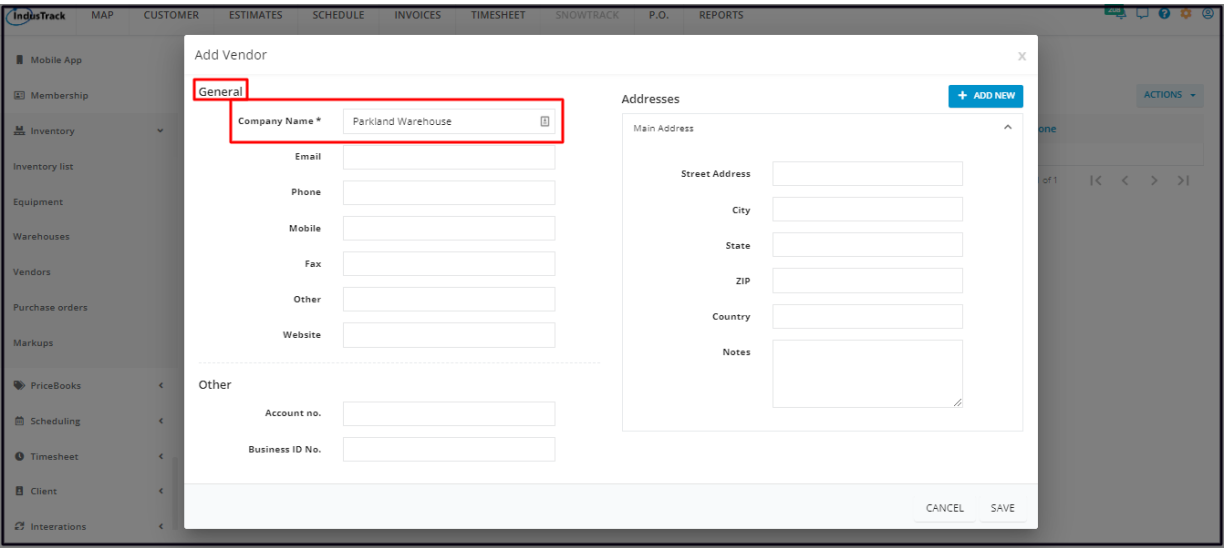 IndusTrack MAP CUSTOMER ESTIMATES SCHEDULE INVOICES TIMESHEET SNOWTRACK P.O. REPORTS
Mobile App
Membership
Inventory
Inventory list
Equipment
Warehouses
Vendors
Purchase orders
Markups
PriceBooks
Scheduling
Timesheet
Client
Integrations
Add Vendor
x
General
Company Name *
Parkland Warehouse
Email
Phone
Mobile
Fax
Other
Website
Other
Account no.
Business ID No.
Addresses
+ ADD NEW
Main Address
Street Address
City
State
ZIP
Country
Notes
CANCEL SAVE
ACTIONS
one
of 1